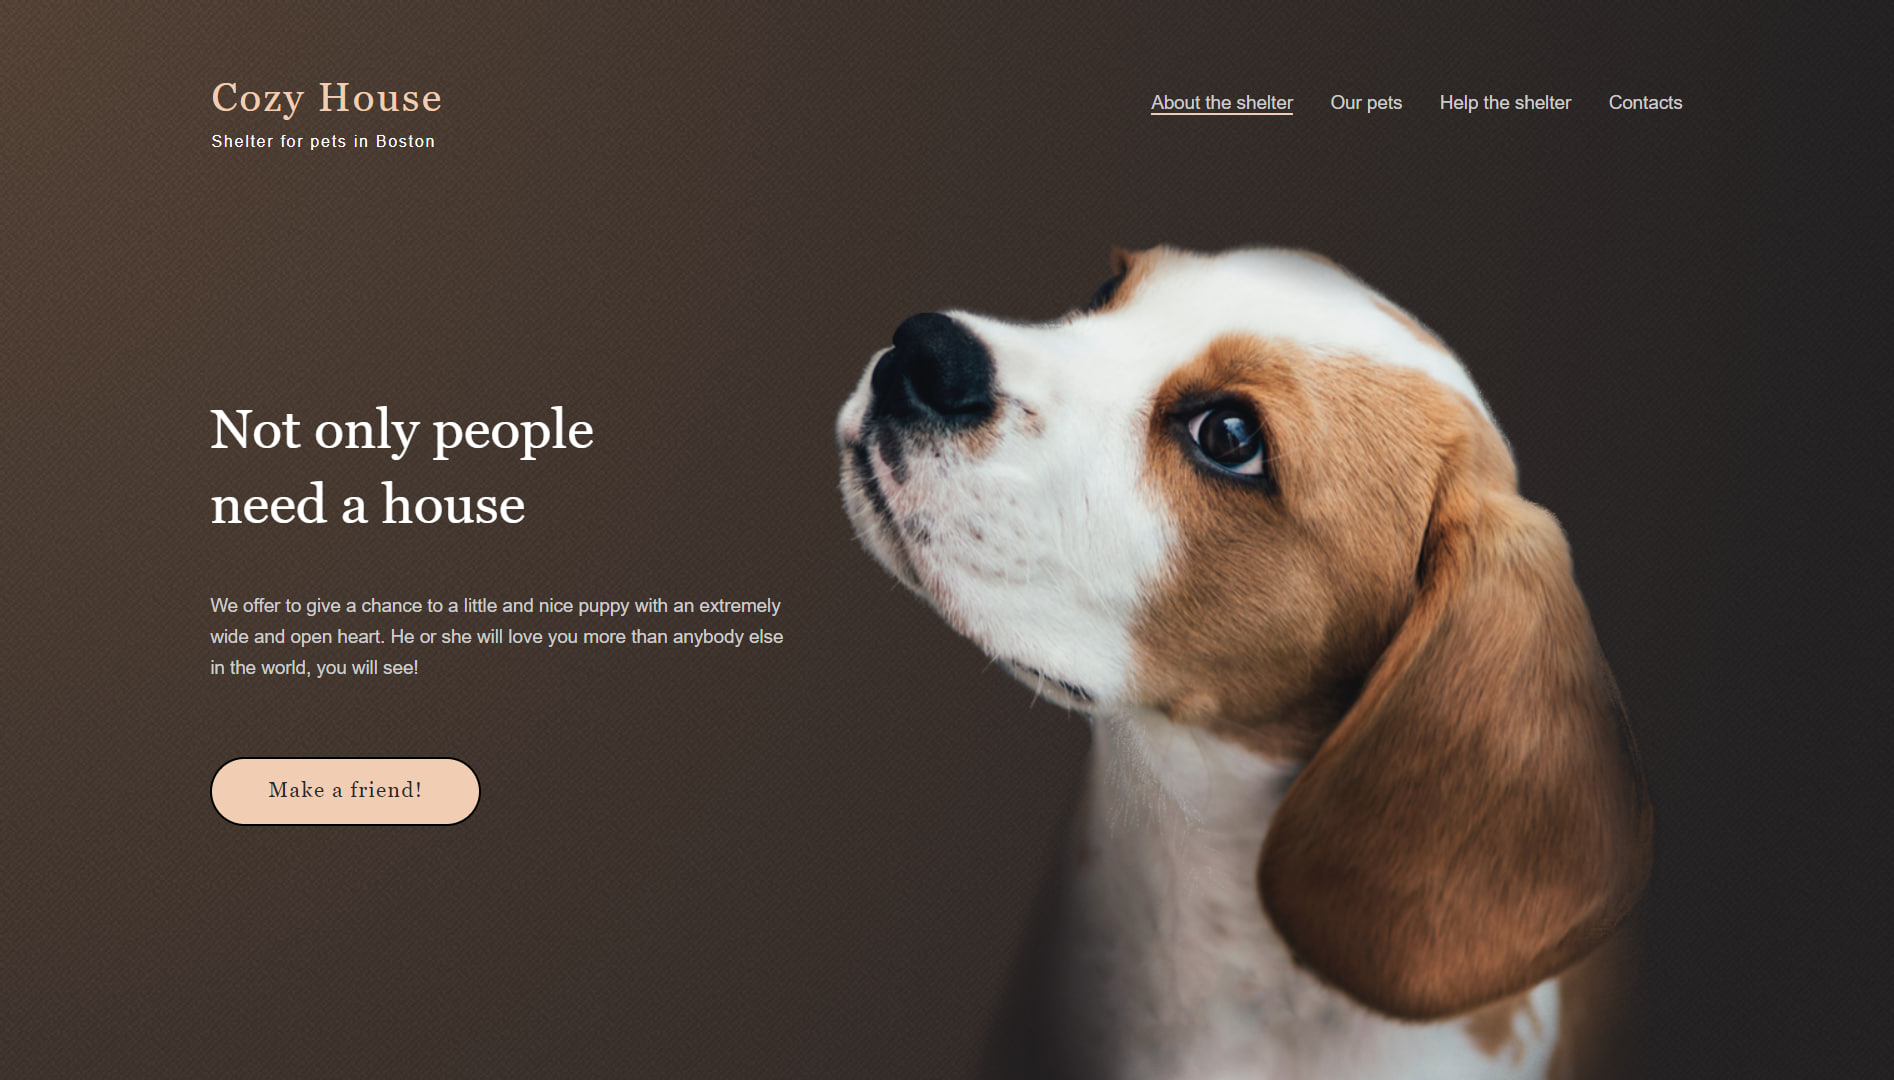 Cozy House
Shelter for pets in Boston
About the shelter
Our pets
Help the shelter
Contacts
Not only people
need a house
We offer to give a chance to a little and nice puppy with an extremely
wide and open heart. He or she will love you more than anybody else
in the world, you will see!
Make a friend!